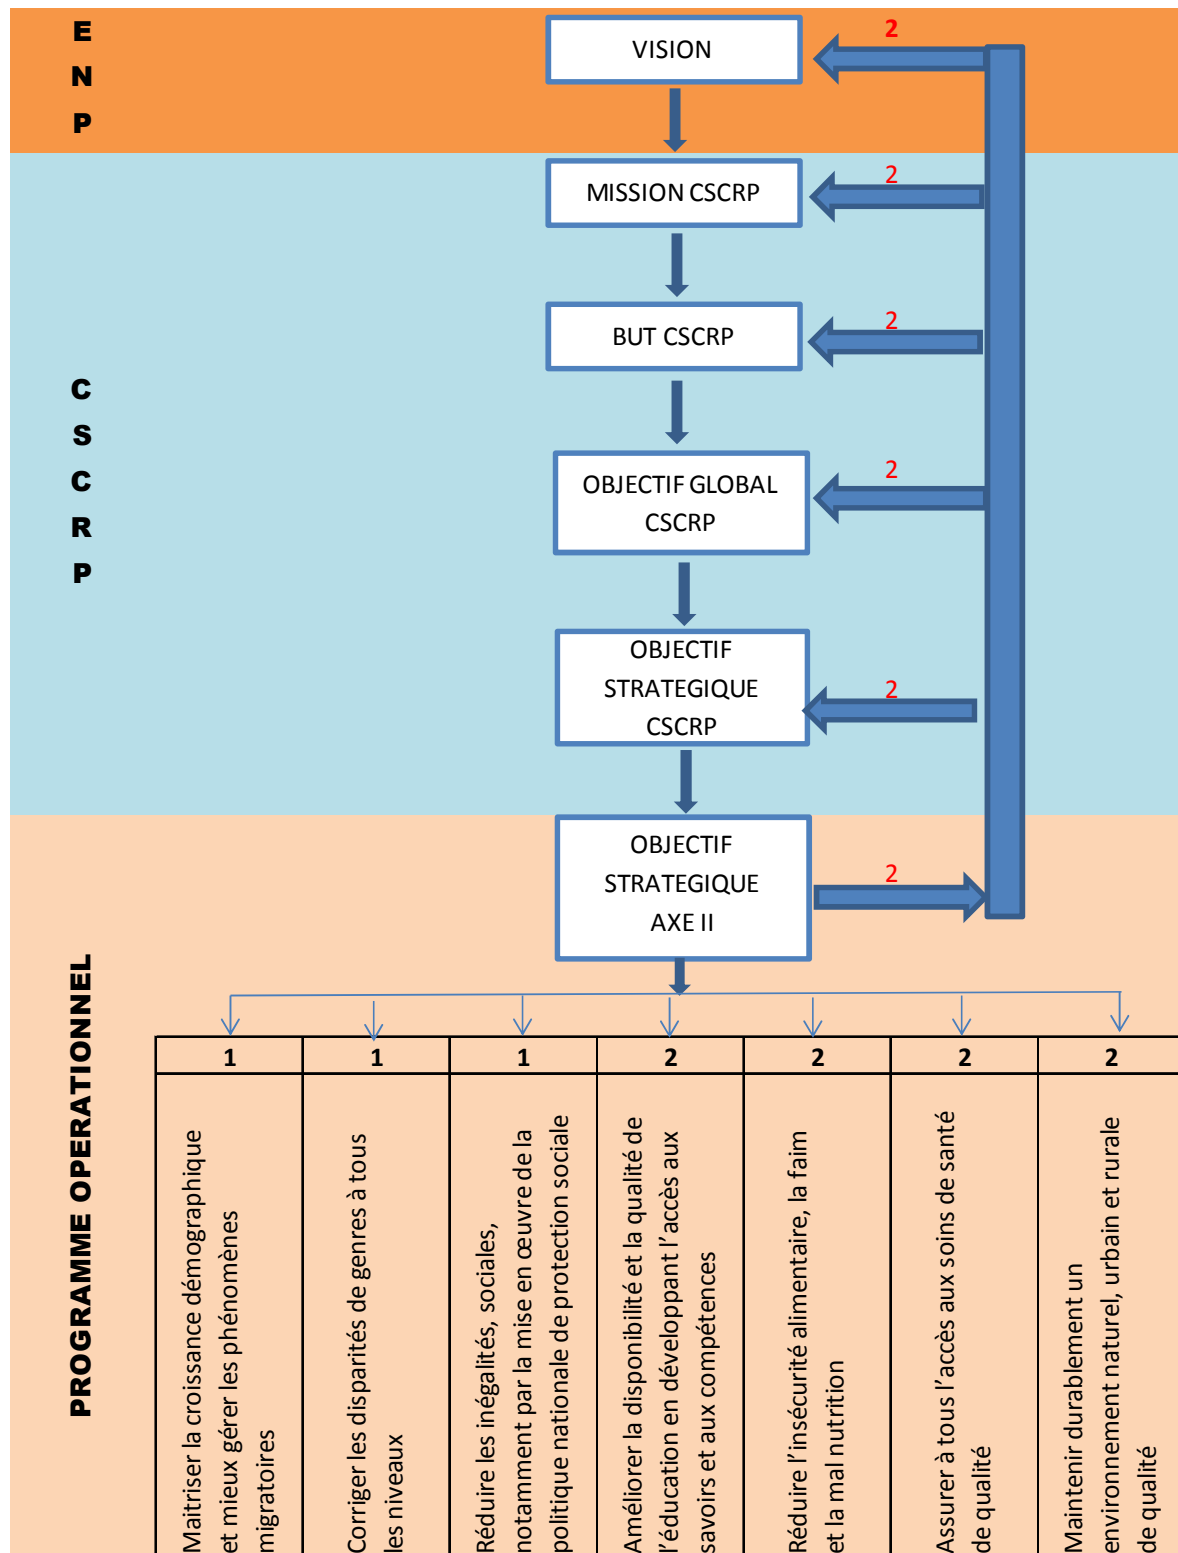 E
N
P
VISION
2
MISSION CSCRP
2
BUT CSCRP
2
C
S
C
R
P
OBJECTIF GLOBAL
CSCRP
2
OBJECTIF
STRATEGIQUE
CSCRP
2
OBJECTIF
STRATEGIQUE
AXE II
2
PROGRAMME OPERATIONNEL
1
1
1
2
2
2
2
Maitriser la croissance démographique
et mieux gérer les phénomènes
migratoires
Corriger les disparités de genres à tous
les niveaux
Réduire les inégalités, sociales,
notamment par la mise en œuvre de la
politique nationale de protection sociale
Améliorer la disponibilité et la qualité de
l'éducation en développant l'accès aux
savoirs et aux compétences
Réduire l'insécurité alimentaire, la faim
et la mal nutrition
Assurer à tous l'accès aux soins de santé
de qualité
Maintenir durablement un
environnement naturel, urbain et rurale
de qualité